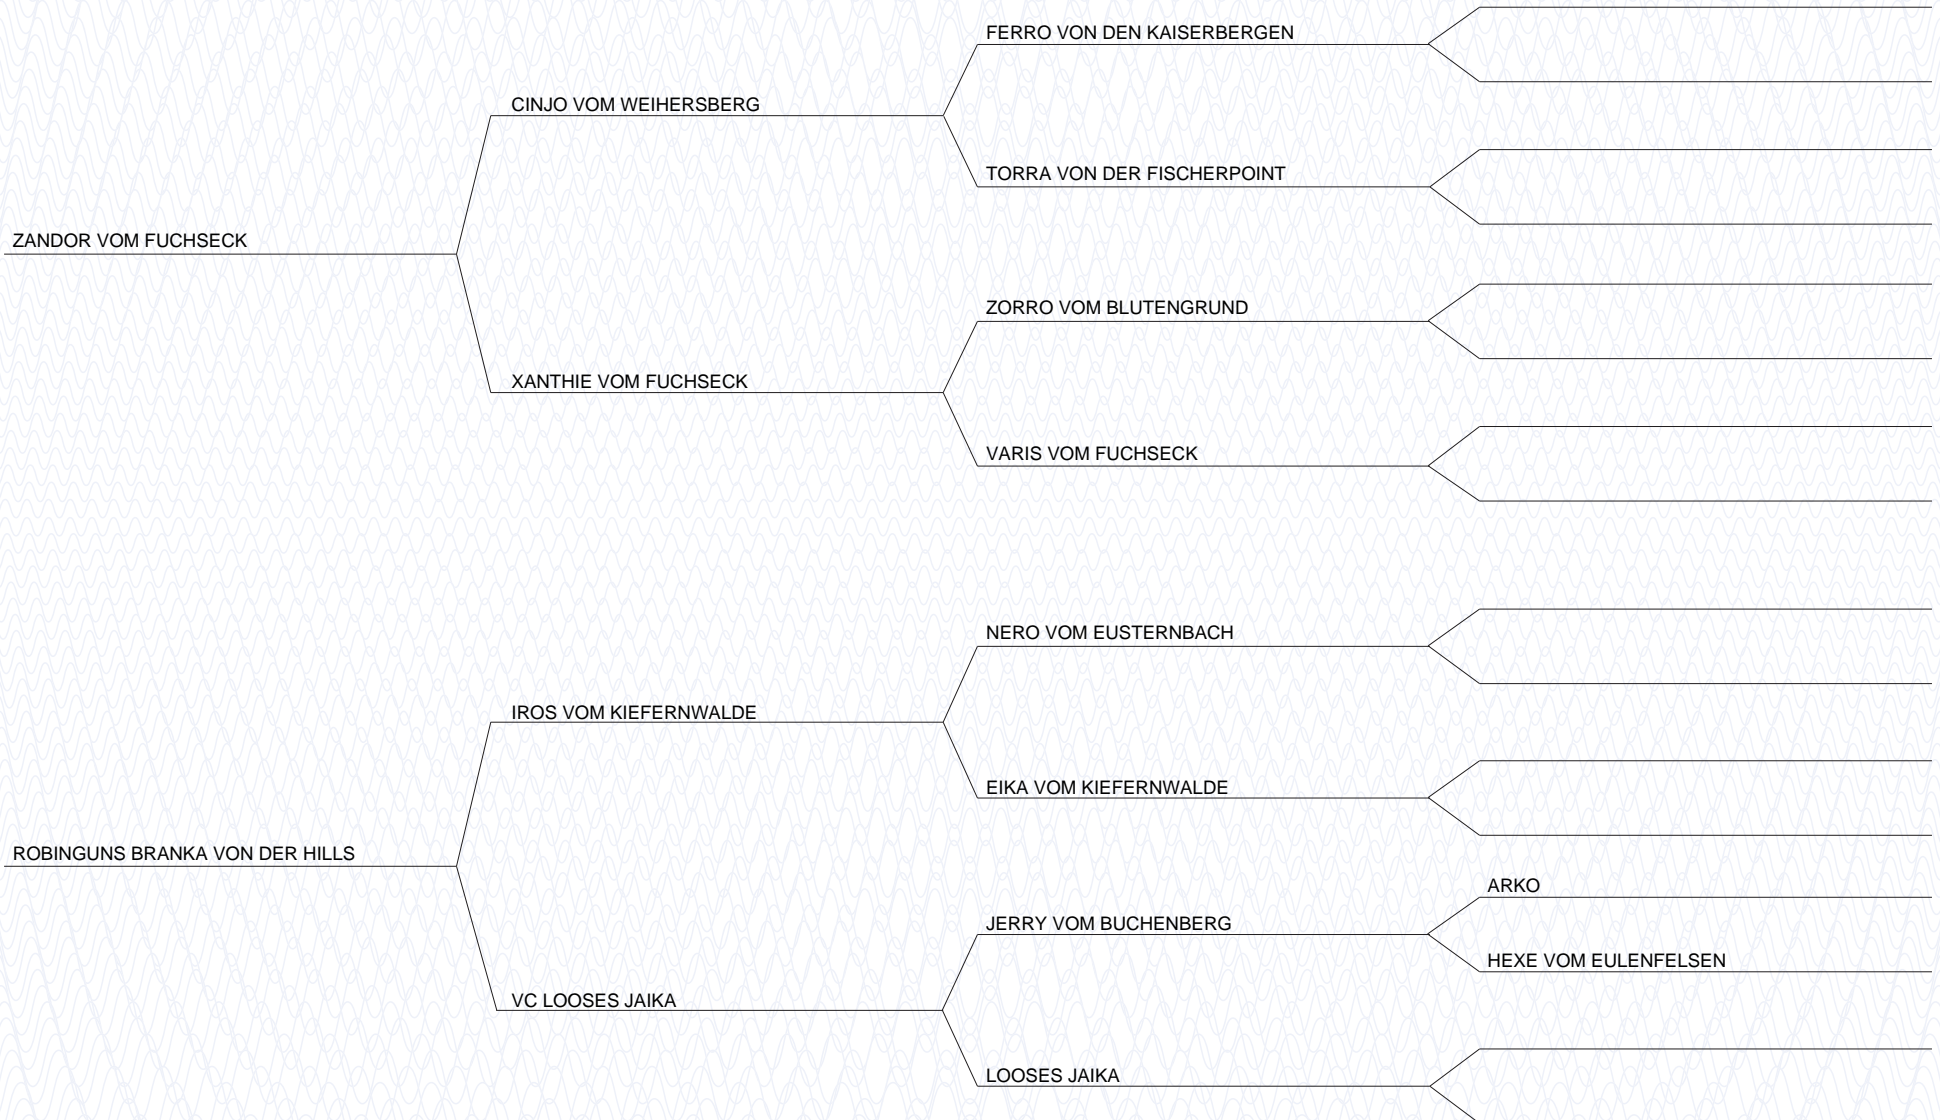 FERRO VON DEN KAISERBERGEN
CINJO VOM WEIHERSBERG
TORRA VON DER FISCHERPOINT
ZANDOR VOM FUCHSECK
ZORRO VOM BLUTENGRUND
XANTHIE VOM FUCHSECK
VARIS VOM FUCHSECK
NERO VOM EUSTERNBACH
IROS VOM KIEFERNWALDE
EIKA VOM KIEFERNWALDE
ROBINGUNS BRANKA VON DER HILLS
ARKO
JERRY VOM BUCHENBERG
HEXE VOM EULENFELSEN
VC LOOSES JAIKA
LOOSES JAIKA